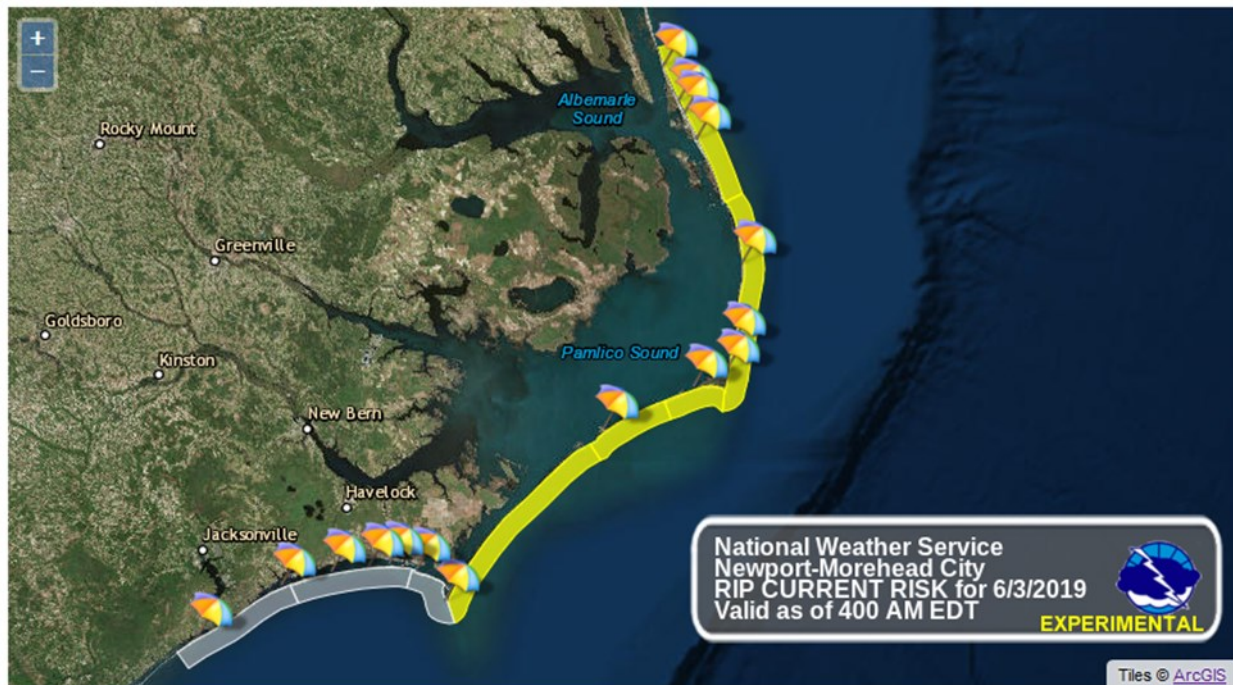 +
−
Albemarle
Sound
Rocky Mount
Greenville
Goldsboro
Pamlico Sound
Kinston
New Bern
Havelock
Jacksonville
National Weather Service
Newport-Morehead City
RIP CURRENT RISK for 6/3/2019
Valid as of 400 AM EDT
EXPERIMENTAL
Tiles © ArcGIS